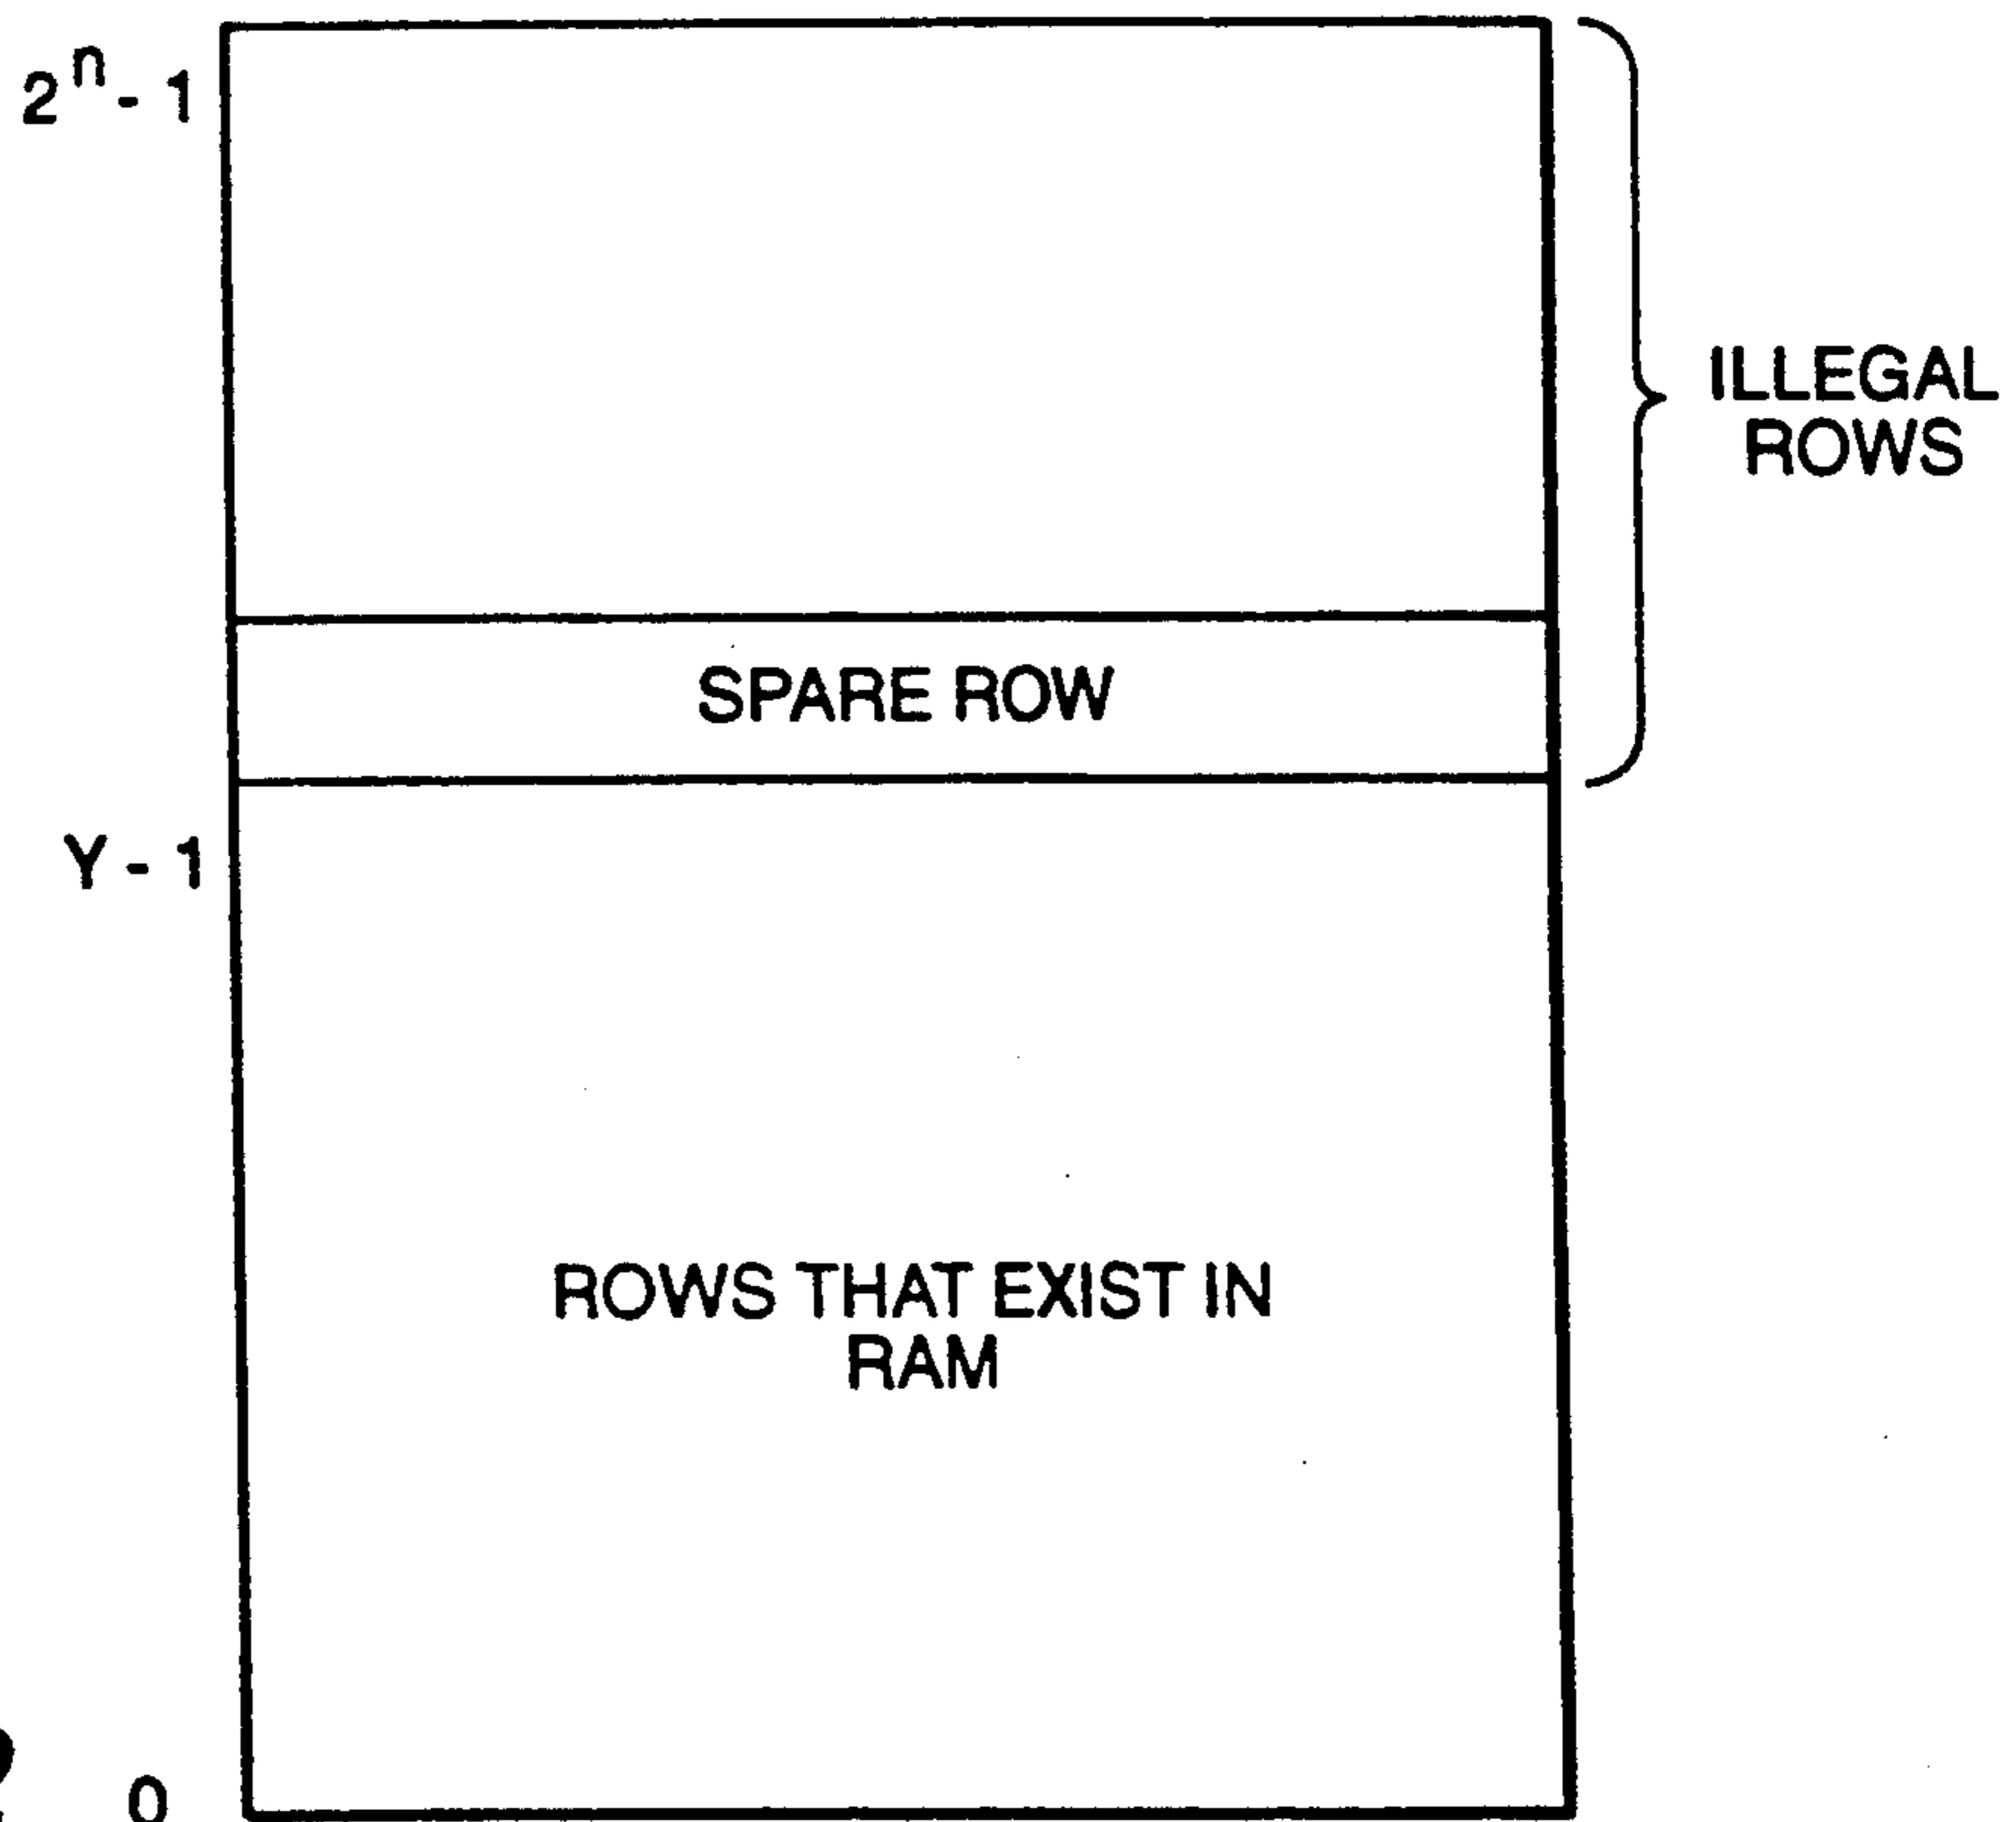 2ⁿ - 1
ILLEGAL
ROWS
SPARE ROW
Y - 1
ROWS THAT EXIST IN
RAM
0